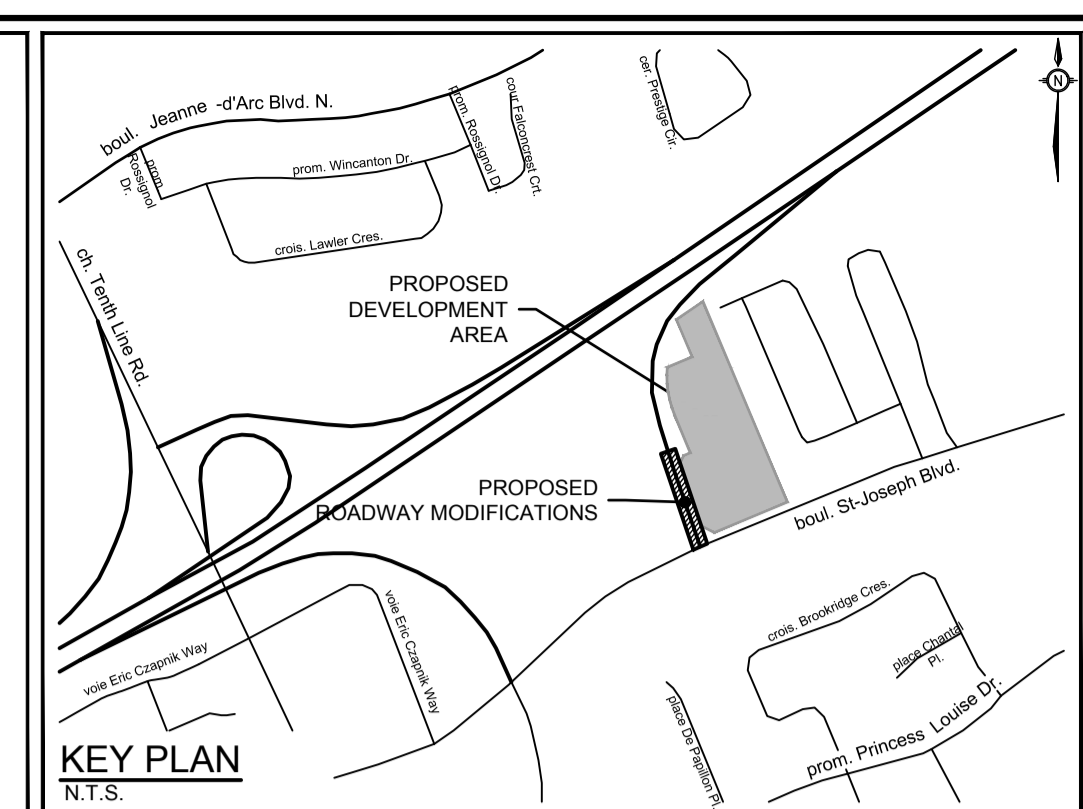 boul. Jeanne -d'Arc Blvd. N.
cer. Prestige Cir.
N
prom. Rossignol Dr.
cour Falconcrest Crt.
prom
Rossignol
Dr.
prom. Wincanton Dr.
crois. Lawler Cres.
ch. Tenth Line Rd.
PROPOSED
DEVELOPMENT
AREA
PROPOSED
ROADWAY MODIFICATIONS
boul. St-Joseph Blvd.
voie Eric Czapnik Way
voie Eric Czapnik Way
crois. Brookridge Cres.
place Chantal
Pl.
place De Papillon Pl.
prom. Princess Louise Dr.
KEY PLAN
N.T.S.